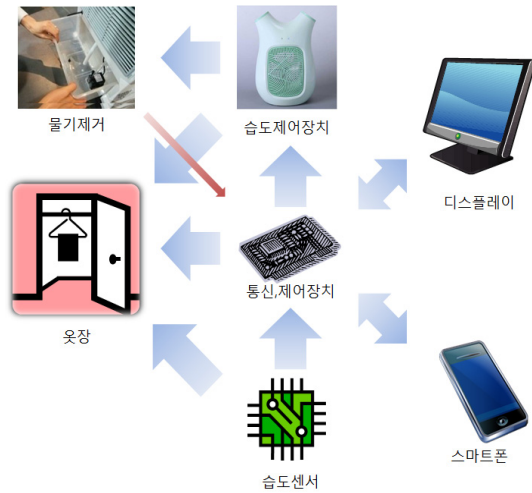 물기제거
습도제어장치
디스플레이
옷장
통신,제어장치
스마트폰
습도센서